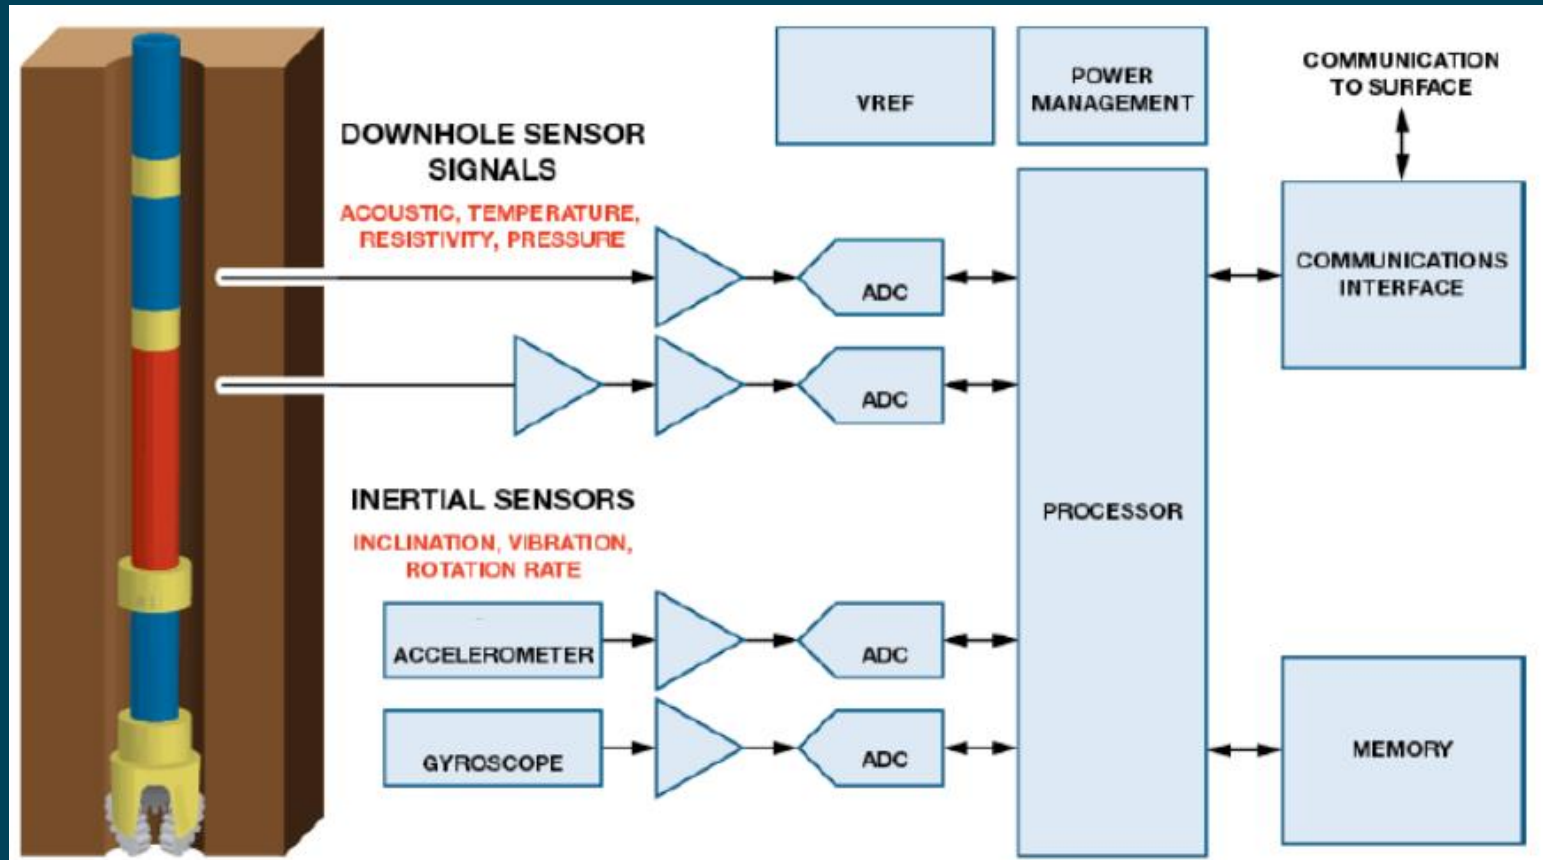 DOWNHOLE SENSOR
SIGNALS
ACOUSTIC, TEMPERATURE,
RESISTIVITY, PRESSURE
VREF
POWER
MANAGEMENT
COMMUNICATION
TO SURFACE
ADC
COMMUNICATIONS
INTERFACE
ADC
INERTIAL SENSORS
INCLINATION, VIBRATION,
ROTATION RATE
PROCESSOR
ACCELEROMETER
ADC
GYROSCOPE
ADC
MEMORY